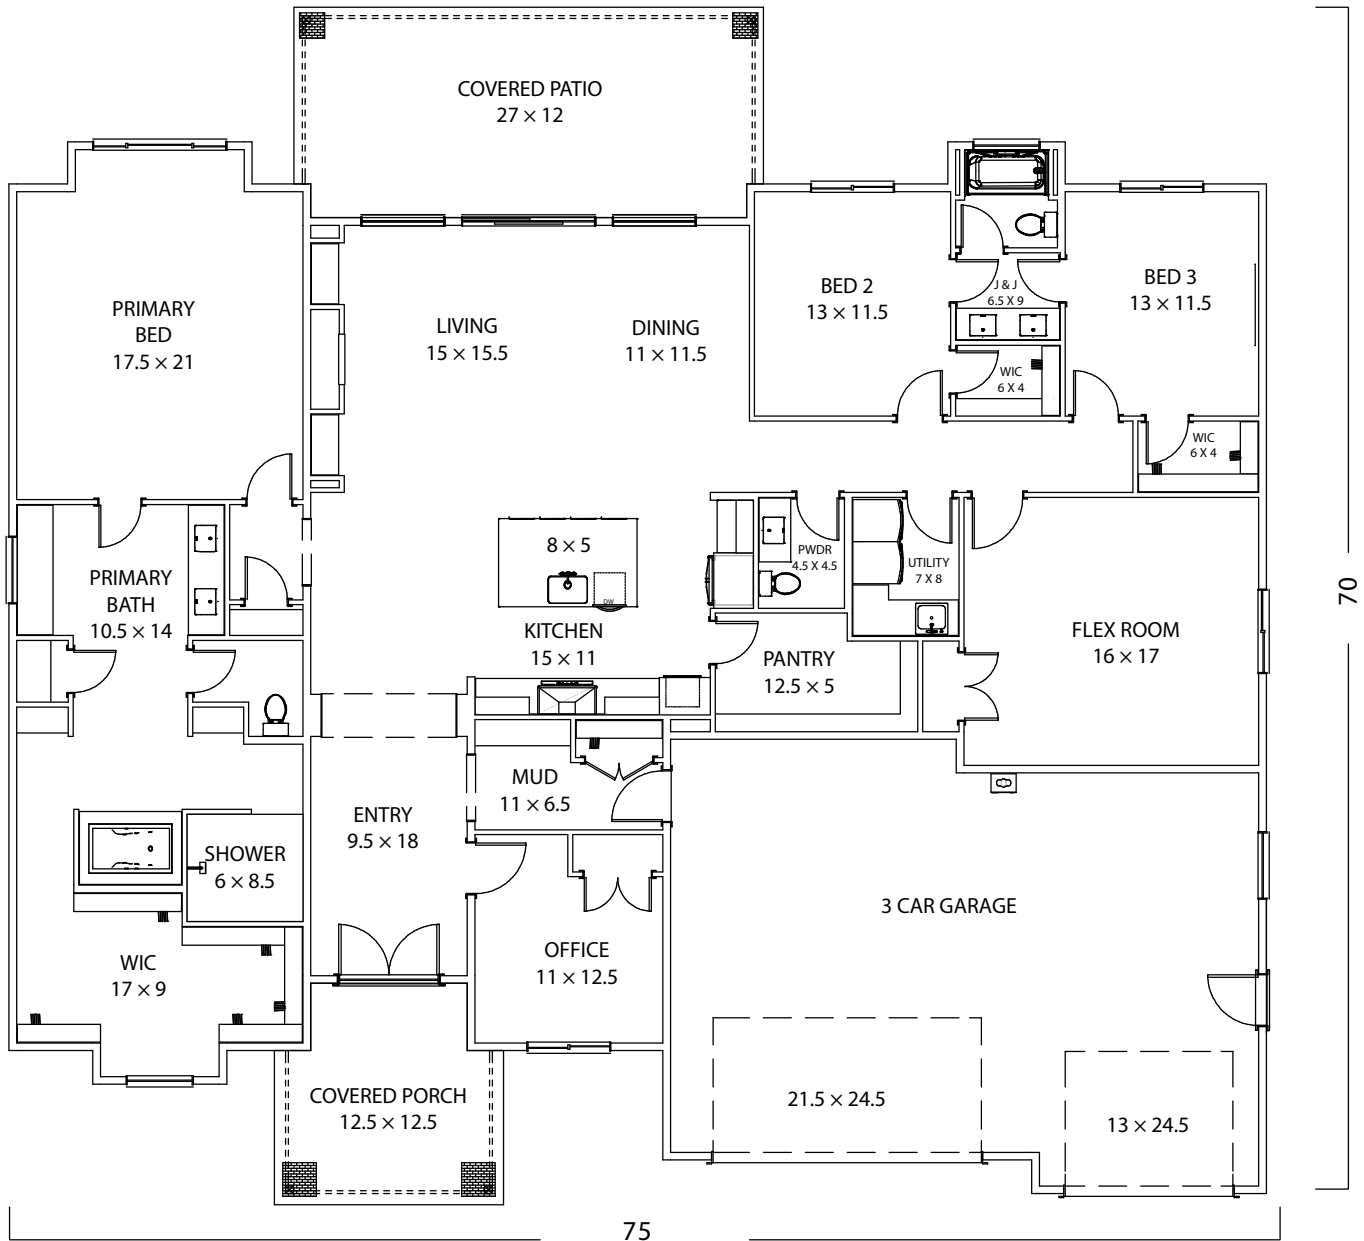 COVERED PATIO
27 × 12
PRIMARY
BED
17.5 × 21
LIVING
15 × 15.5
DINING
11 × 11.5
BED 2
13 × 11.5
J & J
6.5 X 9
BED 3
13 × 11.5
WIC
6 X 4
WIC
6 X 4
8 × 5
DW
PWDR
4.5 X 4.5
UTILITY
7 X 8
PRIMARY
BATH
10.5 × 14
KITCHEN
15 × 11
PANTRY
12.5 × 5
FLEX ROOM
16 × 17
70
MUD
11 × 6.5
ENTRY
9.5 × 18
SHOWER
6 × 8.5
3 CAR GARAGE
WIC
17 × 9
OFFICE
11 × 12.5
COVERED PORCH
12.5 × 12.5
21.5 × 24.5
13 × 24.5
75